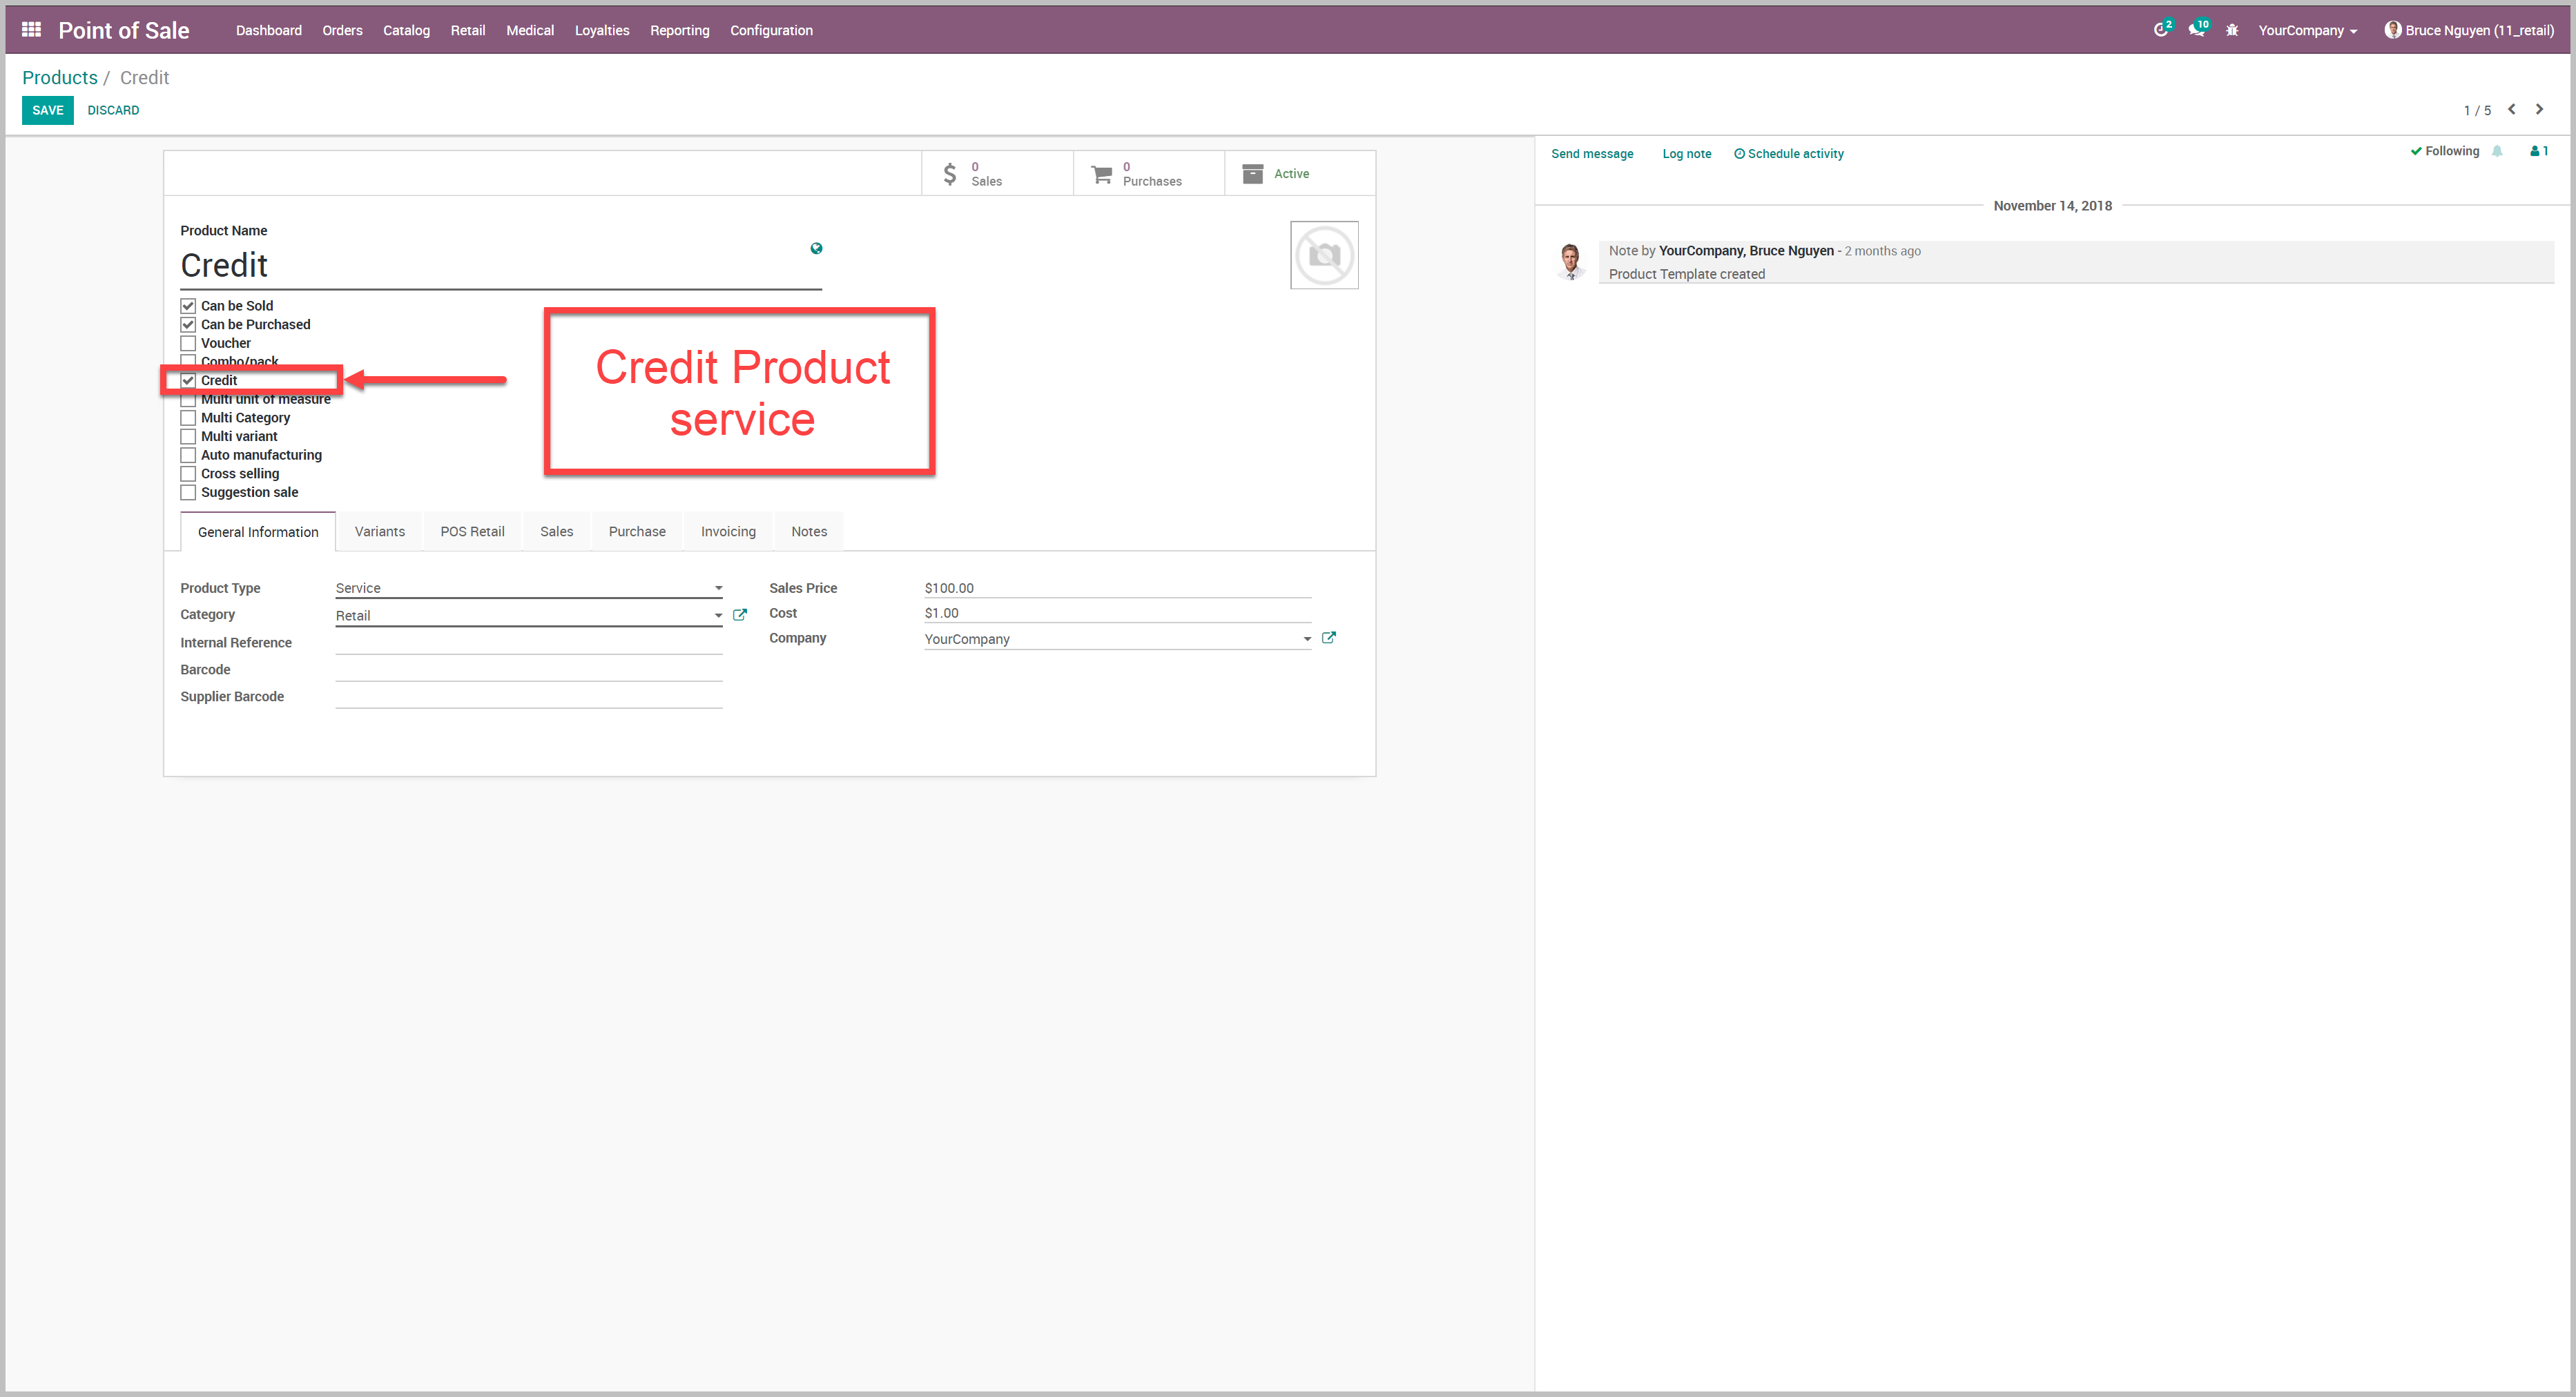 Point of Sale Dashboard Orders Catalog Retail Medical Loyalties Reporting Configuration 2 10 YourCompany Bruce Nguyen (11_retail)
Products / Credit
SAVE DISCARD 1 / 5
0 Sales
0 Purchases
Active
Product Name
Credit
Can be Sold
Can be Purchased
Voucher
Combo/pack
Credit
Multi unit of measure
Multi Category
Multi variant
Auto manufacturing
Cross selling
Suggestion sale
Credit Product
service
General Information Variants POS Retail Sales Purchase Invoicing Notes
Product Type Service
Category Retail
Internal Reference
Barcode
Supplier Barcode
Sales Price $100.00
Cost $1.00
Company YourCompany
Send message Log note Schedule activity Following 1
November 14, 2018
Note by YourCompany, Bruce Nguyen - 2 months ago
Product Template created